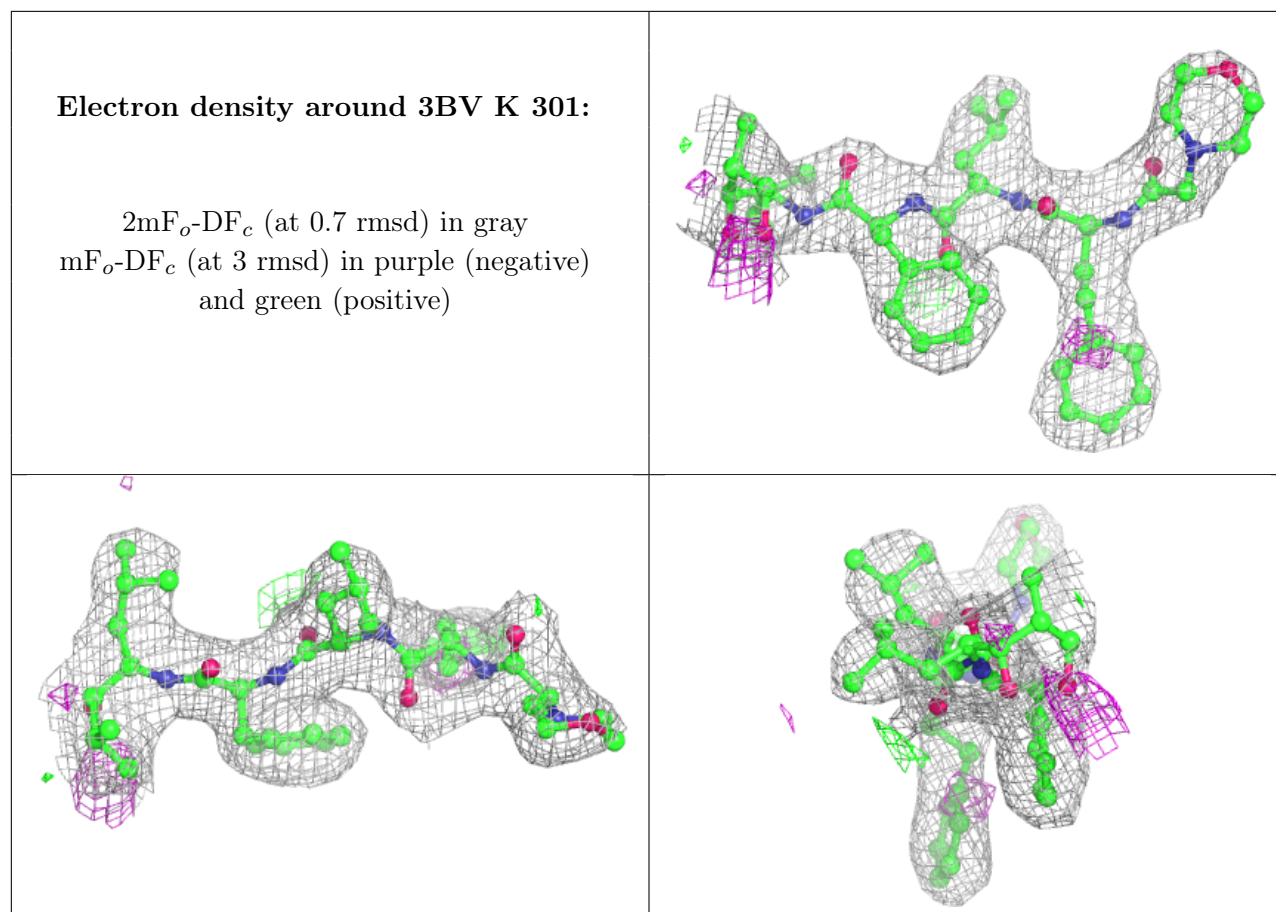 Electron density around 3BV K 301:
2mFo-DFc (at 0.7 rmsd) in gray
mFo-DFc (at 3 rmsd) in purple (negative)
and green (positive)